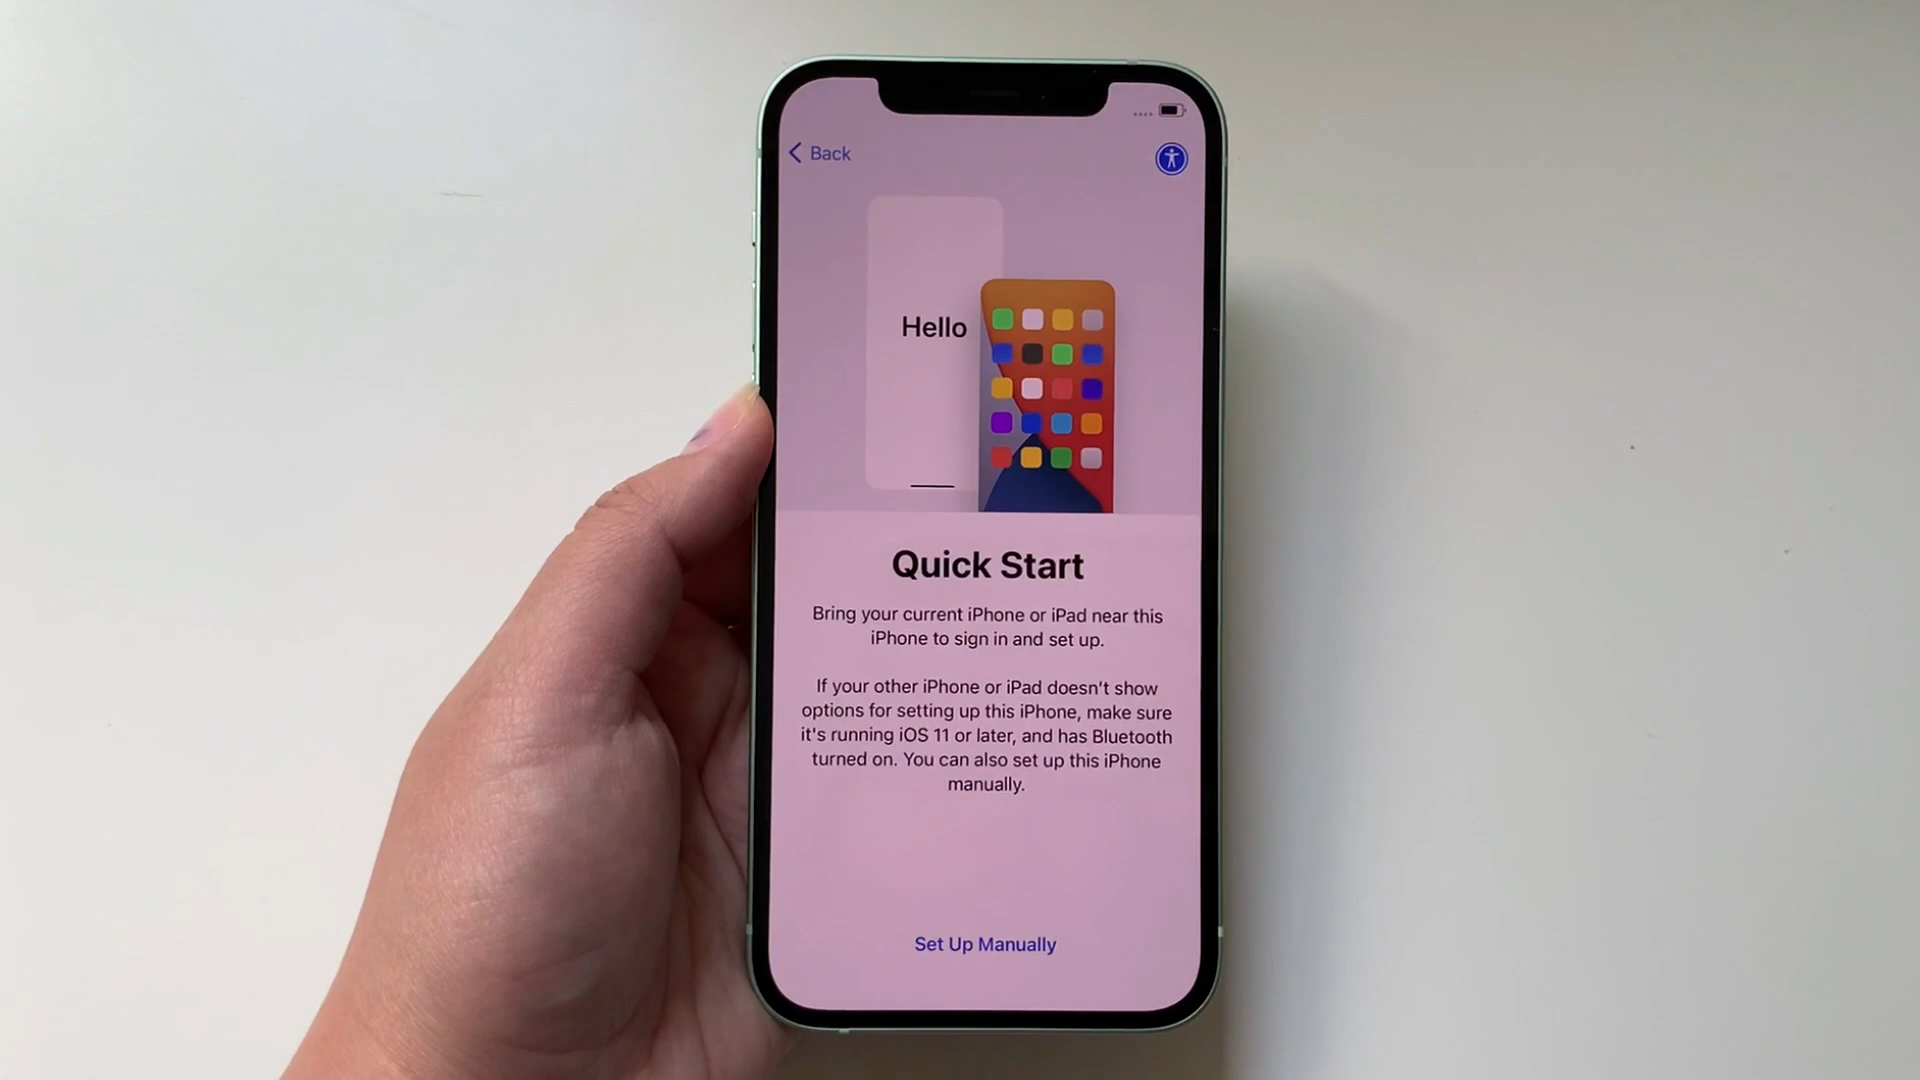 Back
Hello
Quick Start
Bring your current iPhone or iPad near this
iPhone to sign in and set up.
If your other iPhone or iPad doesn’t show
options for setting up this iPhone, make sure
it's running iOS 11 or later, and has Bluetooth
turned on. You can also set up this iPhone
manually.
Set Up Manually